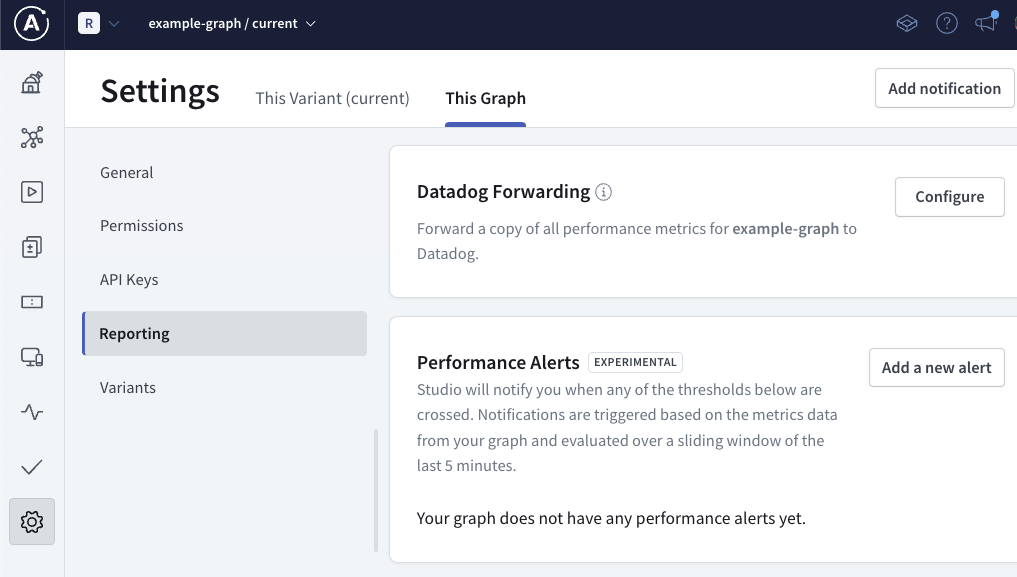 R
example-graph / current
Settings
This Variant (current)
This Graph
Add notification
General
Permissions
API Keys
Reporting
Variants
Datadog Forwarding
Configure
Forward a copy of all performance metrics for example-graph to
Datadog.
Performance Alerts EXPERIMENTAL
Add a new alert
Studio will notify you when any of the thresholds below are
crossed. Notifications are triggered based on the metrics data
from your graph and evaluated over a sliding window of the
last 5 minutes.
Your graph does not have any performance alerts yet.